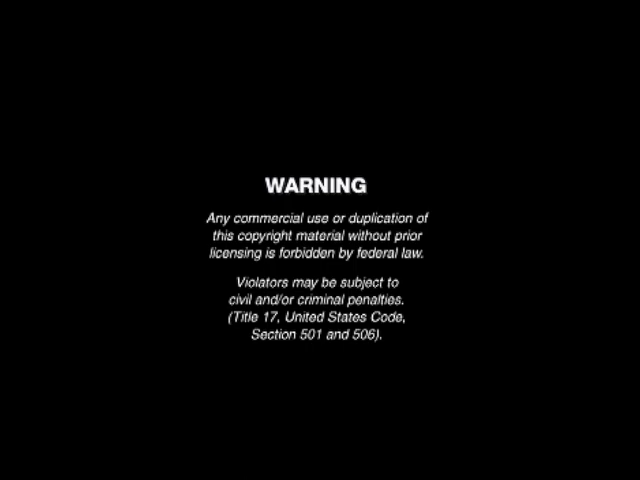 WARNING
Any commercial use or duplication of
this copyright material without prior
licensing is forbidden by federal law.
Violators may be subject to
civil and/or criminal penalties.
(Title 17, United States Code,
Section 501 and 506).